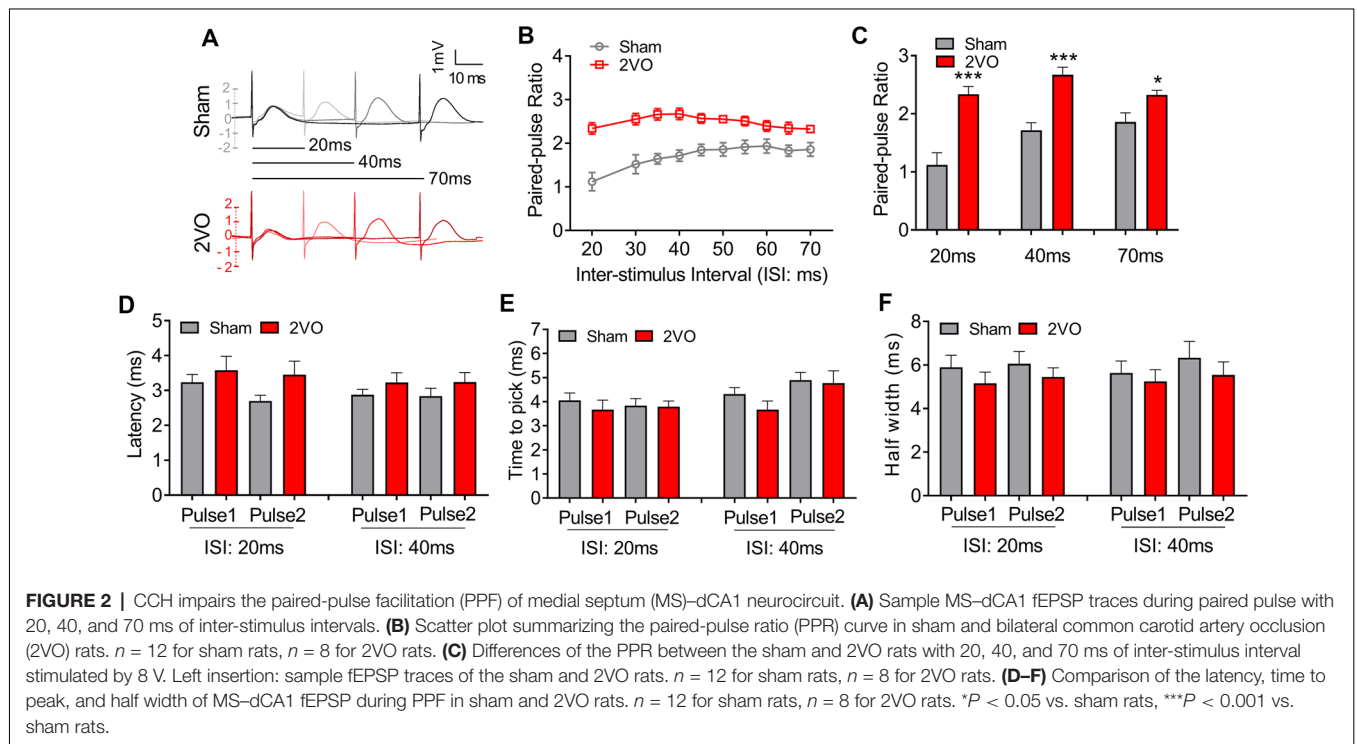 A
1mV
10 ms
Sham
2
1
0
-1
-2
20ms
40ms
70ms
2VO
2
1
0
-1
-2
B
Sham
2VO
Paired-pulse Ratio
4
3
2
1
0
20 30 40 50 60 70
Inter-stimulus Interval (ISI: ms)
C
Sham
2VO
Paired-pulse Ratio
3
2
1
0
*** *** *
20ms 40ms 70ms
D
Sham 2VO
Latency (ms)
5
4
3
2
1
0
Pulse1 Pulse2 Pulse1 Pulse2
ISI: 20ms ISI: 40ms
E
Sham 2VO
Time to pick (ms)
7
6
5
4
3
2
1
0
Pulse1 Pulse2 Pulse1 Pulse2
ISI: 20ms ISI: 40ms
F
Sham 2VO
Half width (ms)
8
6
4
2
0
Pulse1 Pulse2 Pulse1 Pulse2
ISI: 20ms ISI: 40ms
FIGURE 2 | CCH impairs the paired-pulse facilitation (PPF) of medial septum (MS)–dCA1 neurocircuit. (A) Sample MS–dCA1 fEPSP traces during paired pulse with
20, 40, and 70 ms of inter-stimulus intervals. (B) Scatter plot summarizing the paired-pulse ratio (PPR) curve in sham and bilateral common carotid artery occlusion
(2VO) rats. n = 12 for sham rats, n = 8 for 2VO rats. (C) Differences of the PPR between the sham and 2VO rats with 20, 40, and 70 ms of inter-stimulus interval
stimulated by 8 V. Left insertion: sample fEPSP traces of the sham and 2VO rats. n = 12 for sham rats, n = 8 for 2VO rats. (D–F) Comparison of the latency, time to
peak, and half width of MS–dCA1 fEPSP during PPF in sham and 2VO rats. n = 12 for sham rats, n = 8 for 2VO rats. *P < 0.05 vs. sham rats, ***P < 0.001 vs.
sham rats.